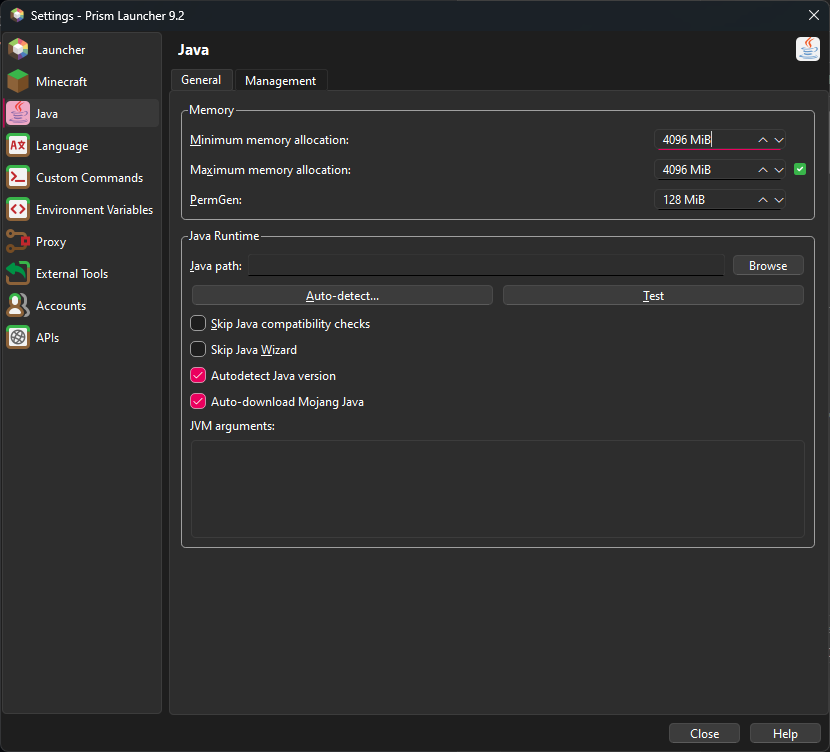 Settings - Prism Launcher 9.2
Launcher
Minecraft
Java
Language
Custom Commands
Environment Variables
Proxy
External Tools
Accounts
APIs
Java
General Management
Memory
Minimum memory allocation: 4096 MiB
Maximum memory allocation: 4096 MiB
PermGen: 128 MiB
Java Runtime
Java path: Browse
Auto-detect... Test
Skip Java compatibility checks
Skip Java Wizard
Autodetect Java version
Auto-download Mojang Java
JVM arguments:
Close Help